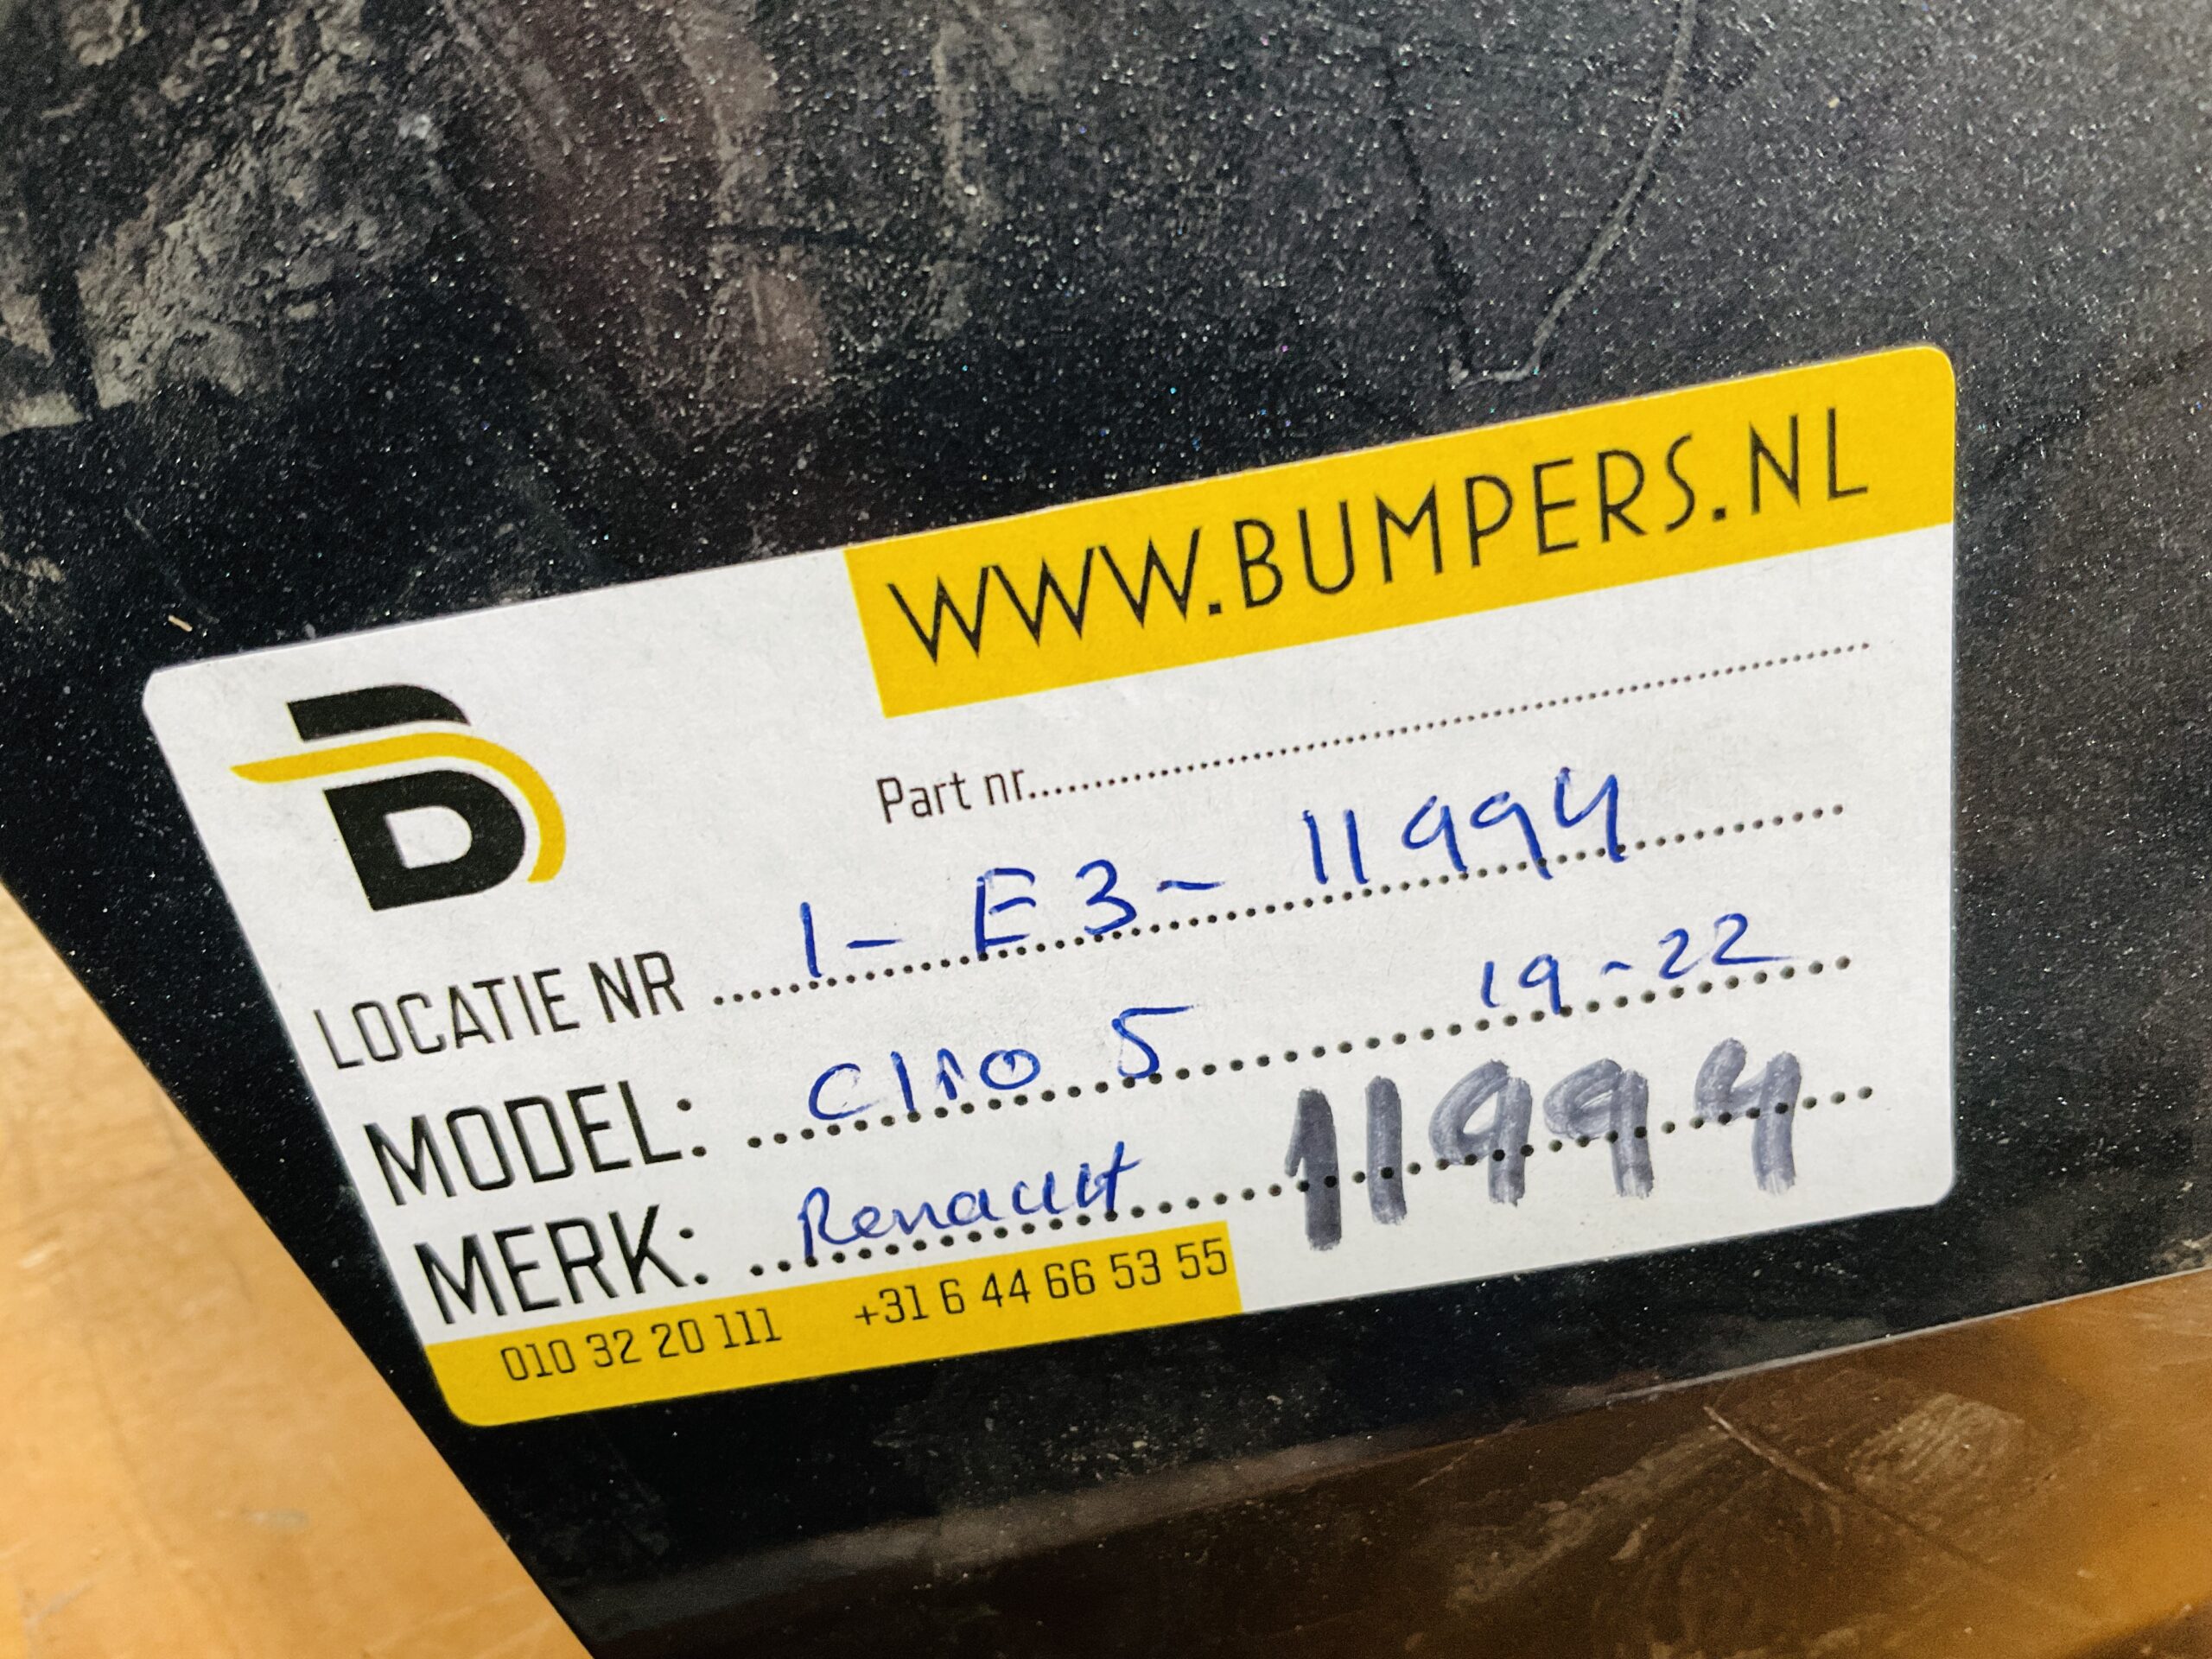 WWW.BUMPERS.NL
B
Part nr..............................
LOCATIE NR 1- E3- 11994
MODEL: Clio 5 19-22
MERK: Renault 11994
010 32 20 111 +31 6 44 66 53 55